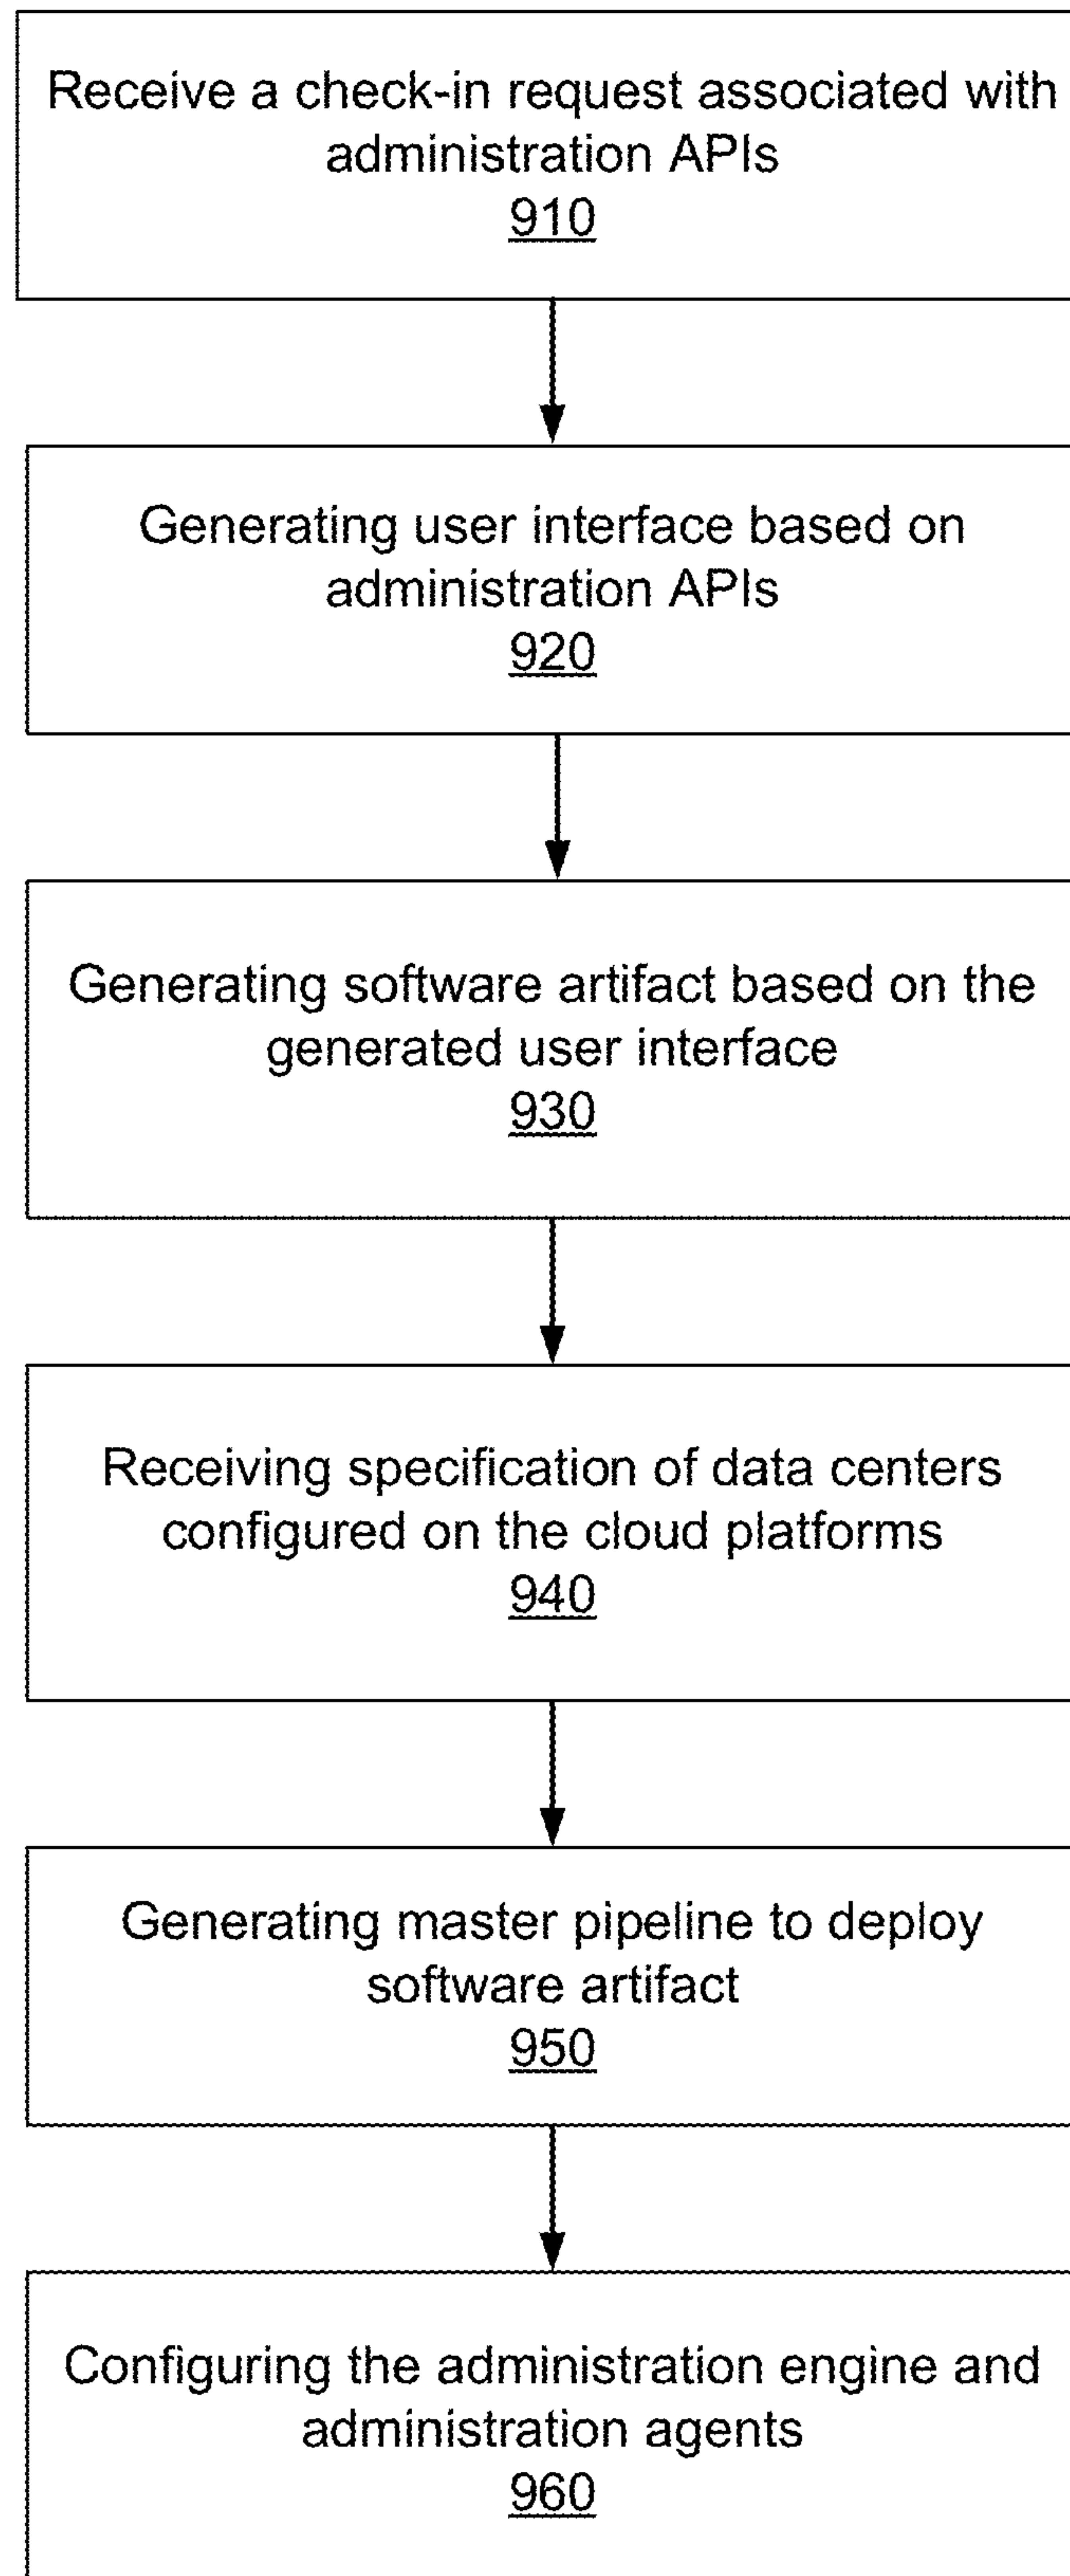 Receive a check-in request associated with
administration APIs
910
Generating user interface based on
administration APIs
920
Generating software artifact based on the
generated user interface
930
Receiving specification of data centers
configured on the cloud platforms
940
Generating master pipeline to deploy
software artifact
950
Configuring the administration engine and
administration agents
960